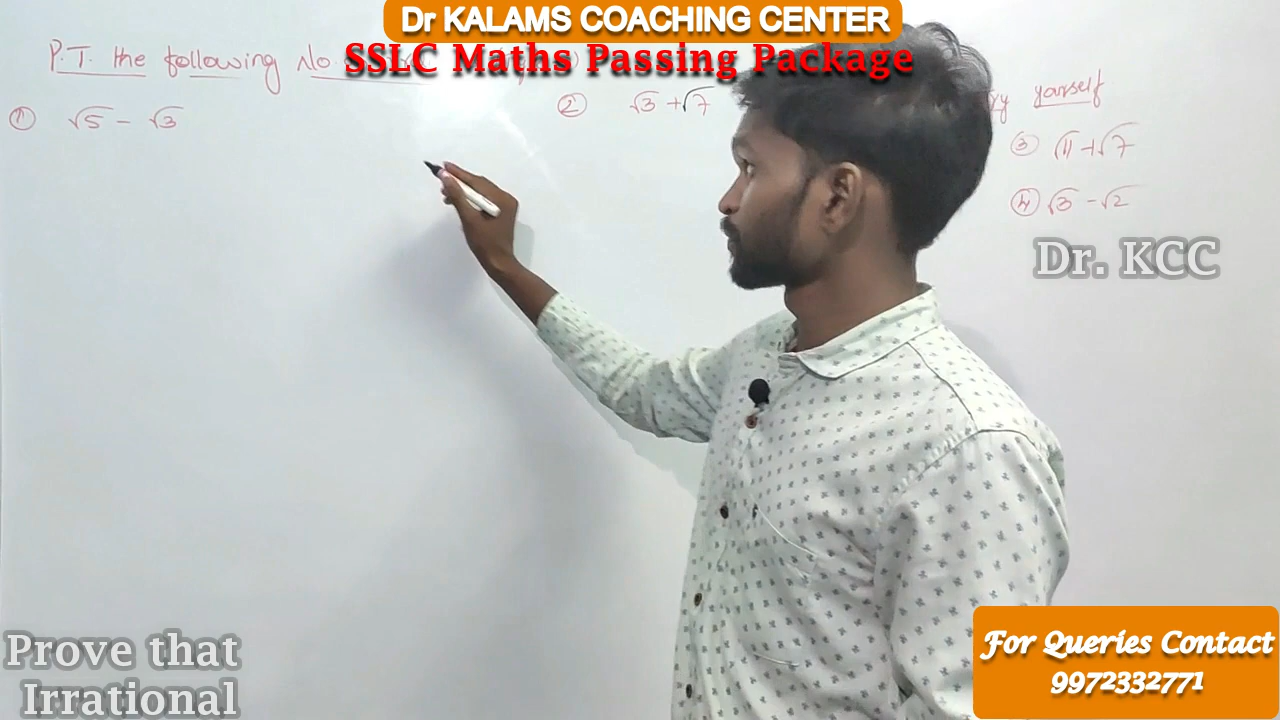 Dr KALAMS COACHING CENTER
SSLC Maths Passing Package
P.T. the following No.
① √5 - √3
② √3 + √7
yourself
③ √11 + √7
④ √3 - √2
Dr. KCC
Prove that
Irrational
For Queries Contact
9972332771